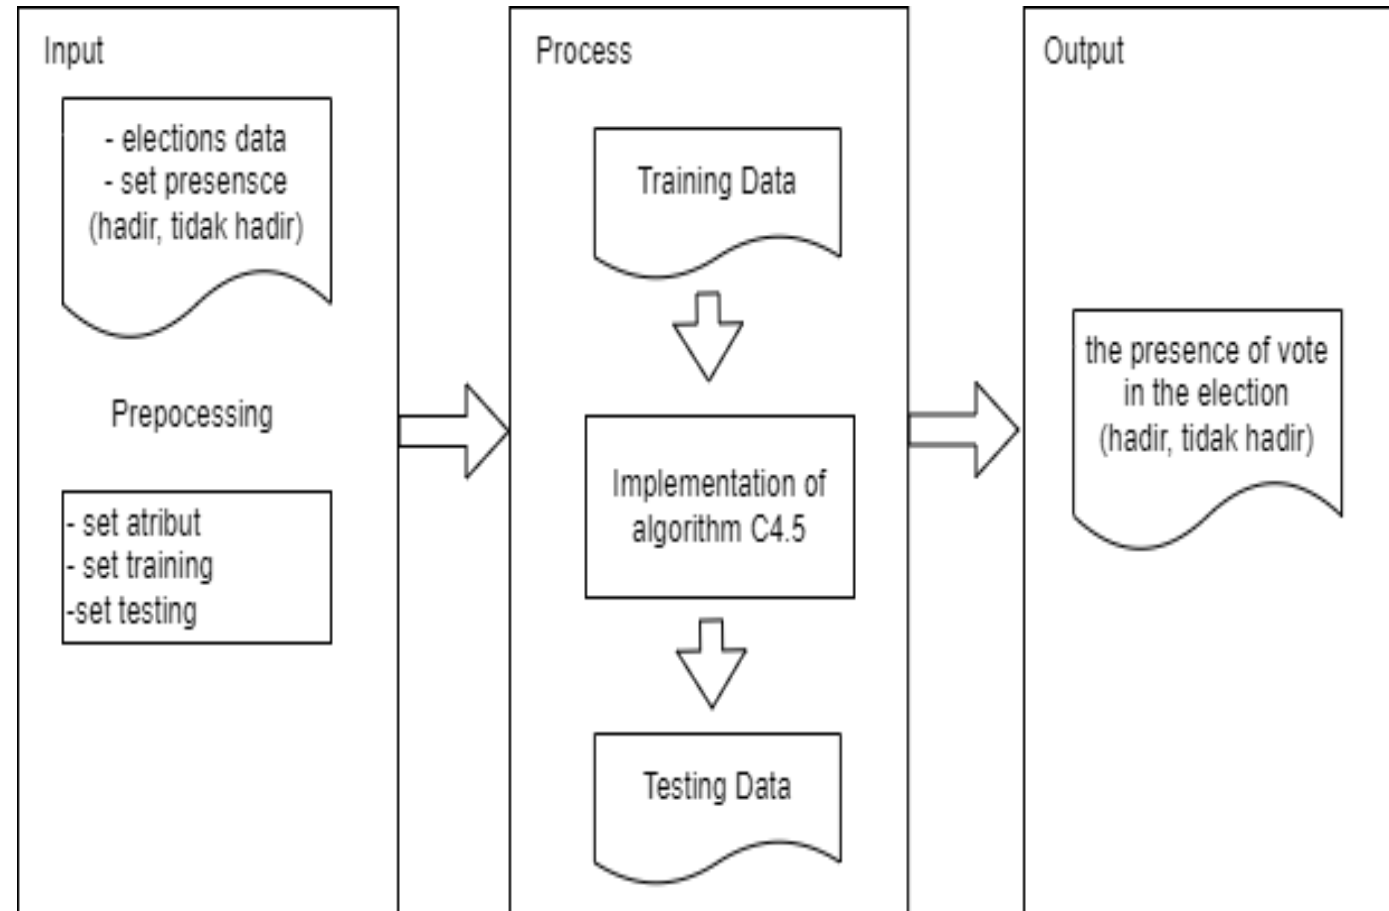 Input
- elections data
- set presensce
(hadir, tidak hadir)
Prepocessing
- set atribut
- set training
-set testing
Process
Training Data
Implementation of
algorithm C4.5
Testing Data
Output
the presence of vote
in the election
(hadir, tidak hadir)